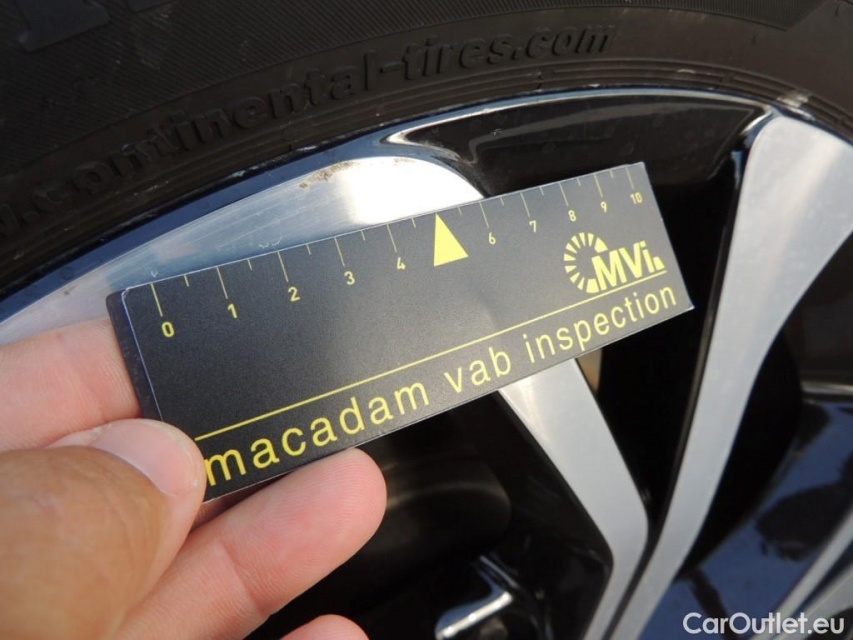 w.continental-tires.com
0 1 2 3 4 6 7 8 9 10
MVi
macadam vab inspection
CarOutlet.eu